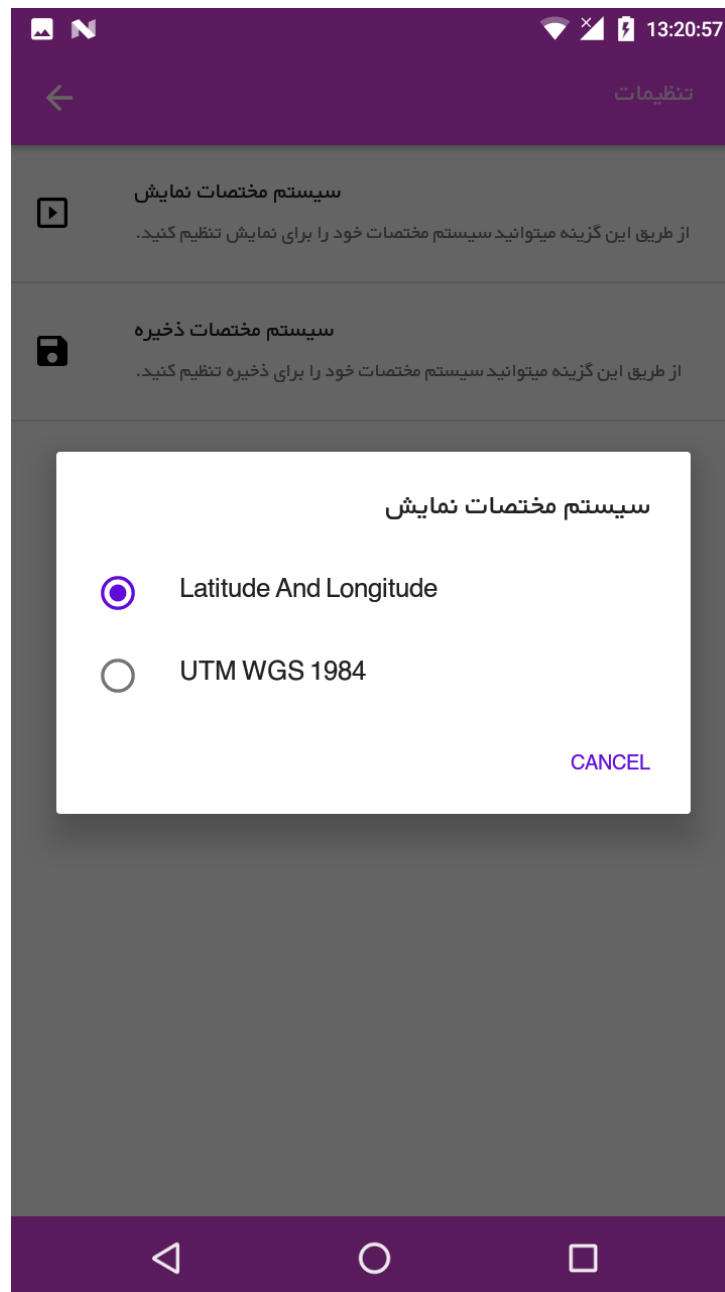 13:20:57
تنظیمات
سیستم مختصات نمایش
از طریق این گزینه میتوانید سیستم مختصات خود را برای نمایش تنظیم کنید.
سیستم مختصات ذخیره
از طریق این گزینه میتوانید سیستم مختصات خود را برای ذخیره تنظیم کنید.
سیستم مختصات نمایش
Latitude And Longitude
UTM WGS 1984
CANCEL